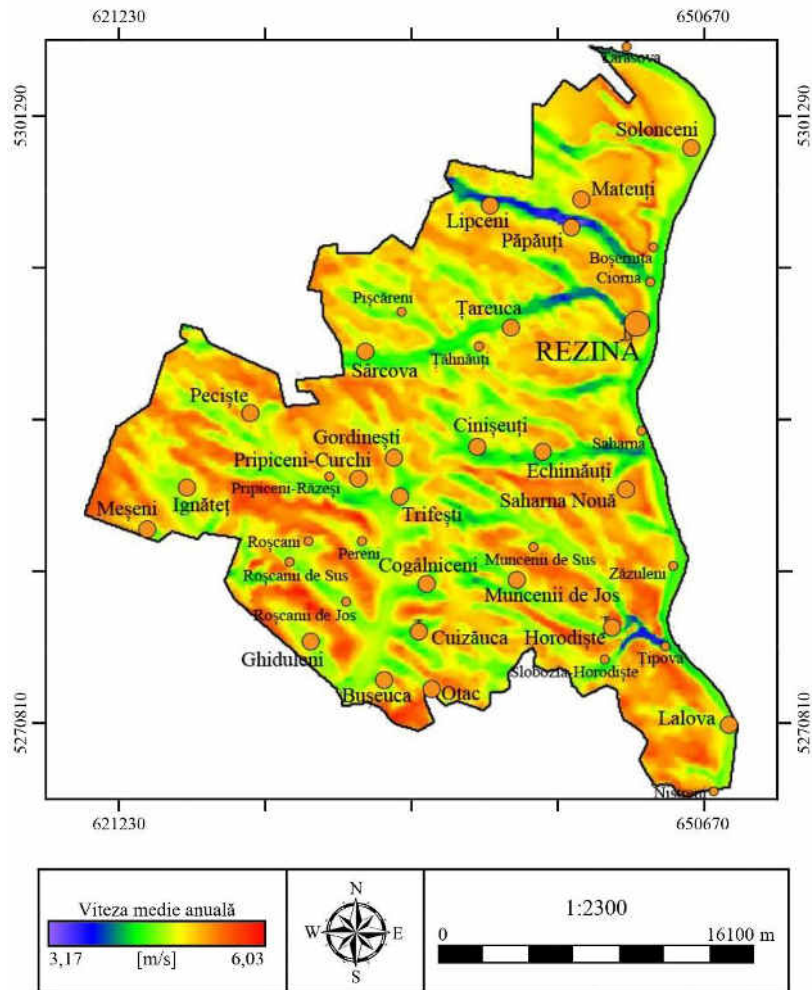 621230 650670
5301290 5301290
Tarasova
Solonceni
Mateuți
Lipceni
Păpăuți
Boșernița
Ciorna
Pișcăreni
Țareuca
REZINA
Țahnăuți
Sârcova
Peciște
Cinișeuți
Saharna
Gordinești
Echimăuți
Pripiceni-Curchi
Pripiceni-Răzeși
Saharna Nouă
Ignăței
Trifești
Meșeni
Roșcani
Pereni
Muncenii de Sus
Cogâlniceni
Zăzuleni
Roșcanii de Sus
Muncenii de Jos
Roșcanii de Jos
Horodiște
Cuizăuca
Țipova
Ghiduleni
Slobozia-Horodiște
Bușeuca
Otac
5270810 5270810
Lalova
Nistreni
621230 650670
Viteza medie anuală
3,17 [m/s] 6,03
N
W E
S
1:2300
0 16100 m